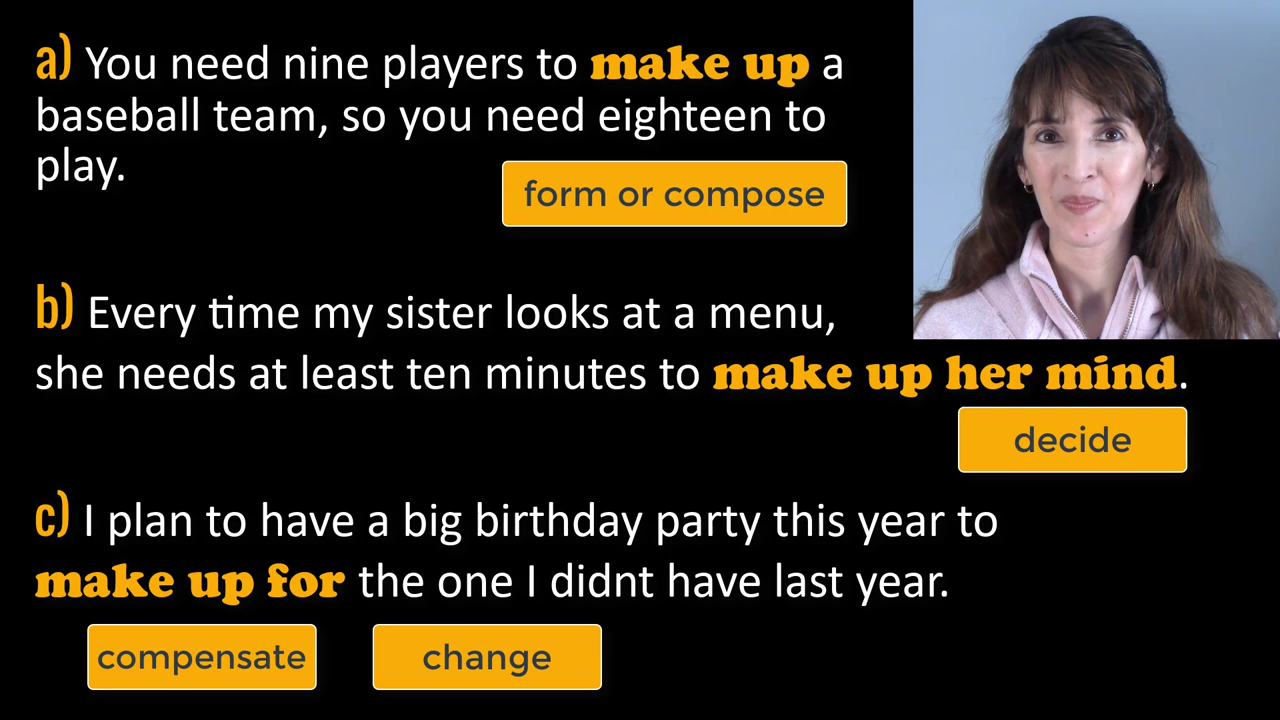 a) You need nine players to make up a
baseball team, so you need eighteen to
play.
form or compose
b) Every time my sister looks at a menu,
she needs at least ten minutes to make up her mind.
decide
c) I plan to have a big birthday party this year to
make up for the one I didnt have last year.
compensate change